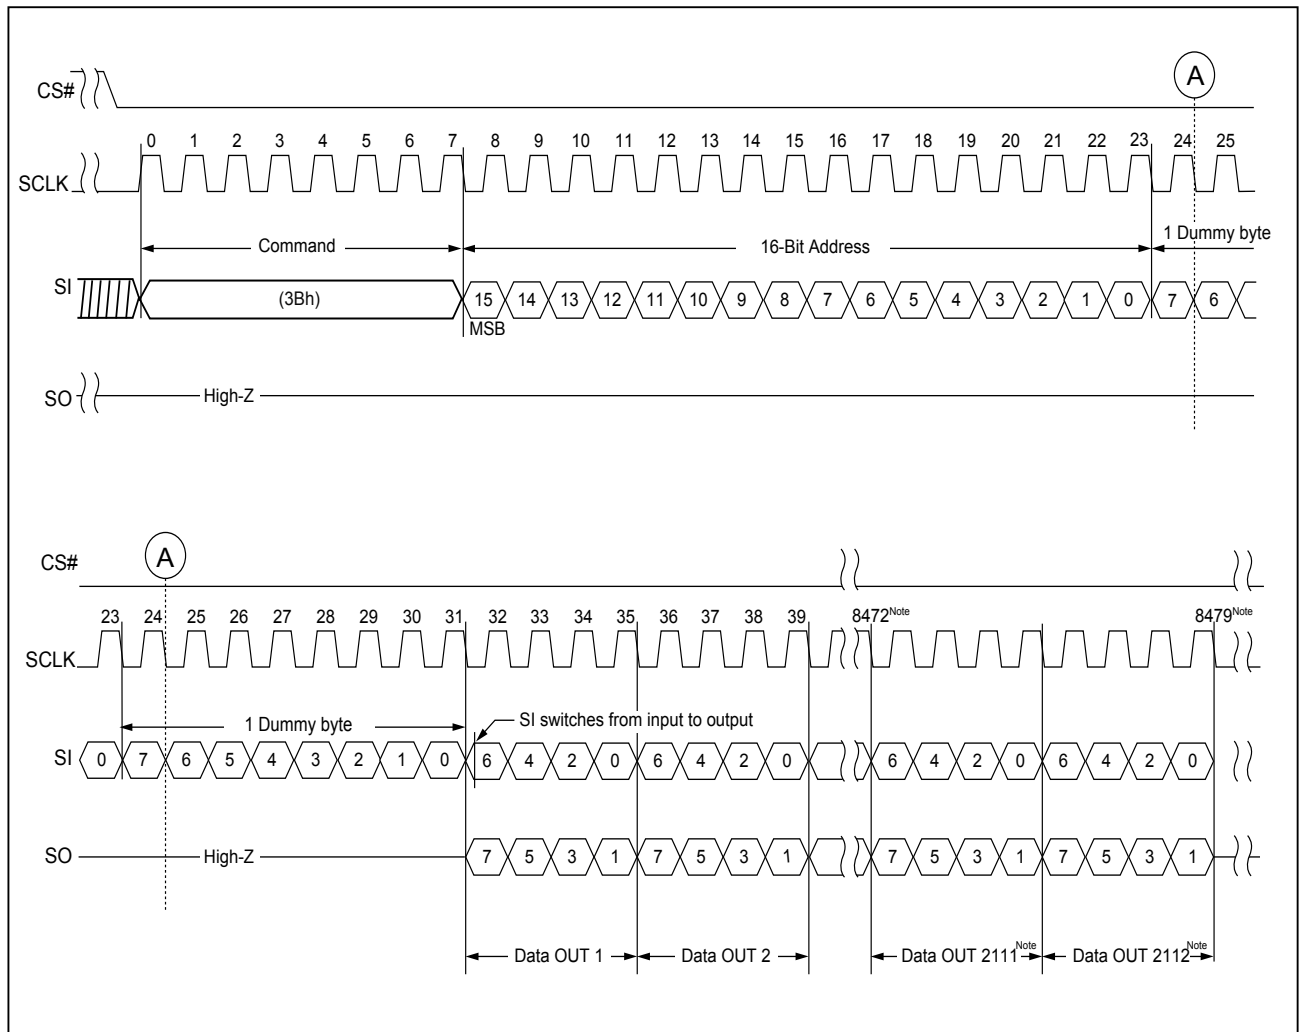 A
CS#
0 1 2 3 4 5 6 7 8 9 10 11 12 13 14 15 16 17 18 19 20 21 22 23 24 25
SCLK
Command 16-Bit Address 1 Dummy byte
SI (3Bh) 15 14 13 12 11 10 9 8 7 6 5 4 3 2 1 0 7 6
MSB
SO High-Z
A
CS#
23 24 25 26 27 28 29 30 31 32 33 34 35 36 37 38 39 8472Note 8479Note
SCLK
1 Dummy byte SI switches from input to output
SI 0 7 6 5 4 3 2 1 0 6 4 2 0 6 4 2 0 6 4 2 0 6 4 2 0
SO High-Z 7 5 3 1 7 5 3 1 7 5 3 1 7 5 3 1
Data OUT 1 Data OUT 2 Data OUT 2111Note Data OUT 2112Note